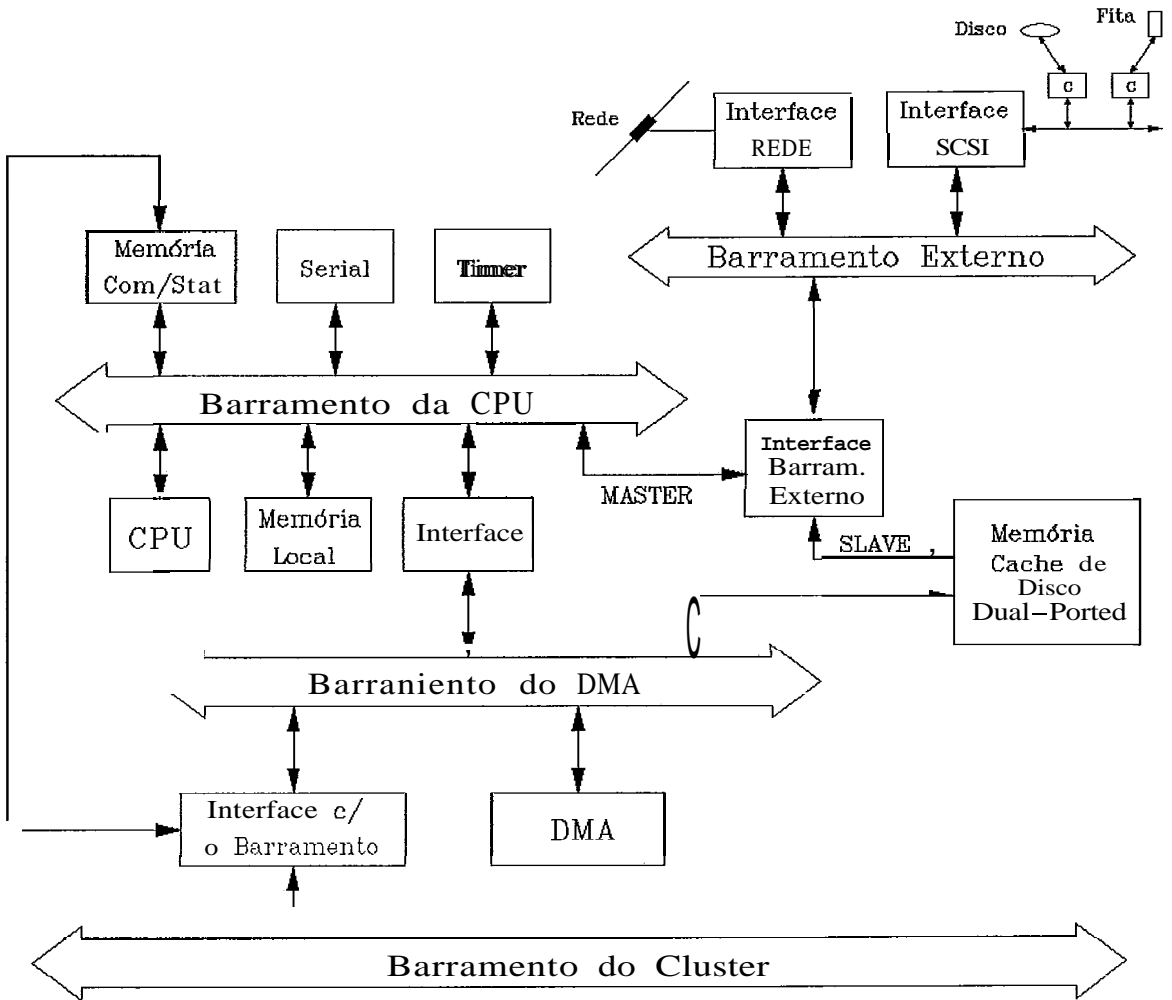 Disco
Fita
C
C
Rede
Interface
REDE
Interface
SCSI
Barramento Externo
Memória
Com/Stat
Serial
Timer
Barramento da CPU
Interface
Barram.
Externo
MASTER
CPU
Memória
Local
Interface
SLAVE ,
Memória
Cache de
Disco
Dual-Ported
C
Barraniento do DMA
Interface c/
o Barramento
DMA
Barramento do Cluster